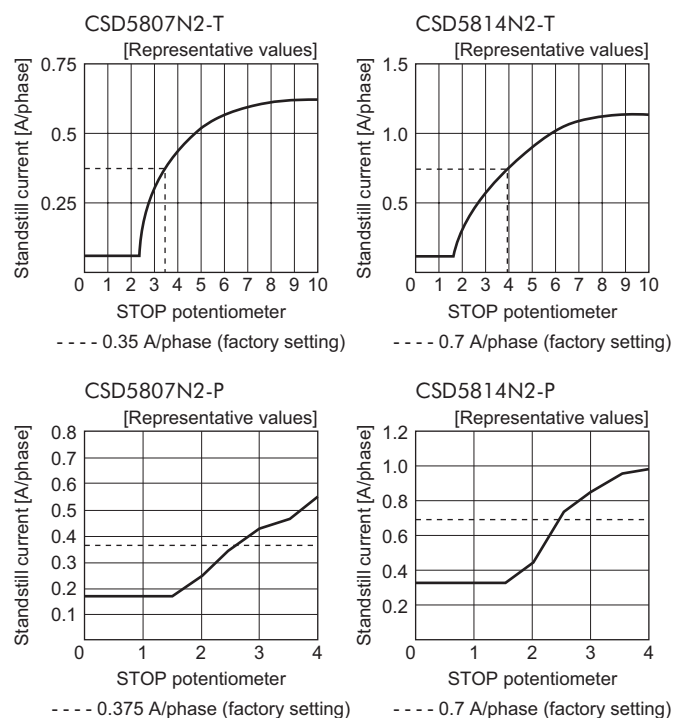 CSD5807N2-T
[Representative values]
Standstill current [A/phase]
0.75
0.5
0.25
0 1 2 3 4 5 6 7 8 9 10
STOP potentiometer
- - - - 0.35 A/phase (factory setting)
CSD5814N2-T
[Representative values]
Standstill current [A/phase]
1.5
1.0
0.5
0 1 2 3 4 5 6 7 8 9 10
STOP potentiometer
- - - - 0.7 A/phase (factory setting)
CSD5807N2-P
[Representative values]
Standstill current [A/phase]
0.8
0.7
0.6
0.5
0.4
0.3
0.2
0.1
0 1 2 3 4
STOP potentiometer
- - - - 0.375 A/phase (factory setting)
CSD5814N2-P
[Representative values]
Standstill current [A/phase]
1.2
1.0
0.8
0.6
0.4
0.2
0 1 2 3 4
STOP potentiometer
- - - - 0.7 A/phase (factory setting)